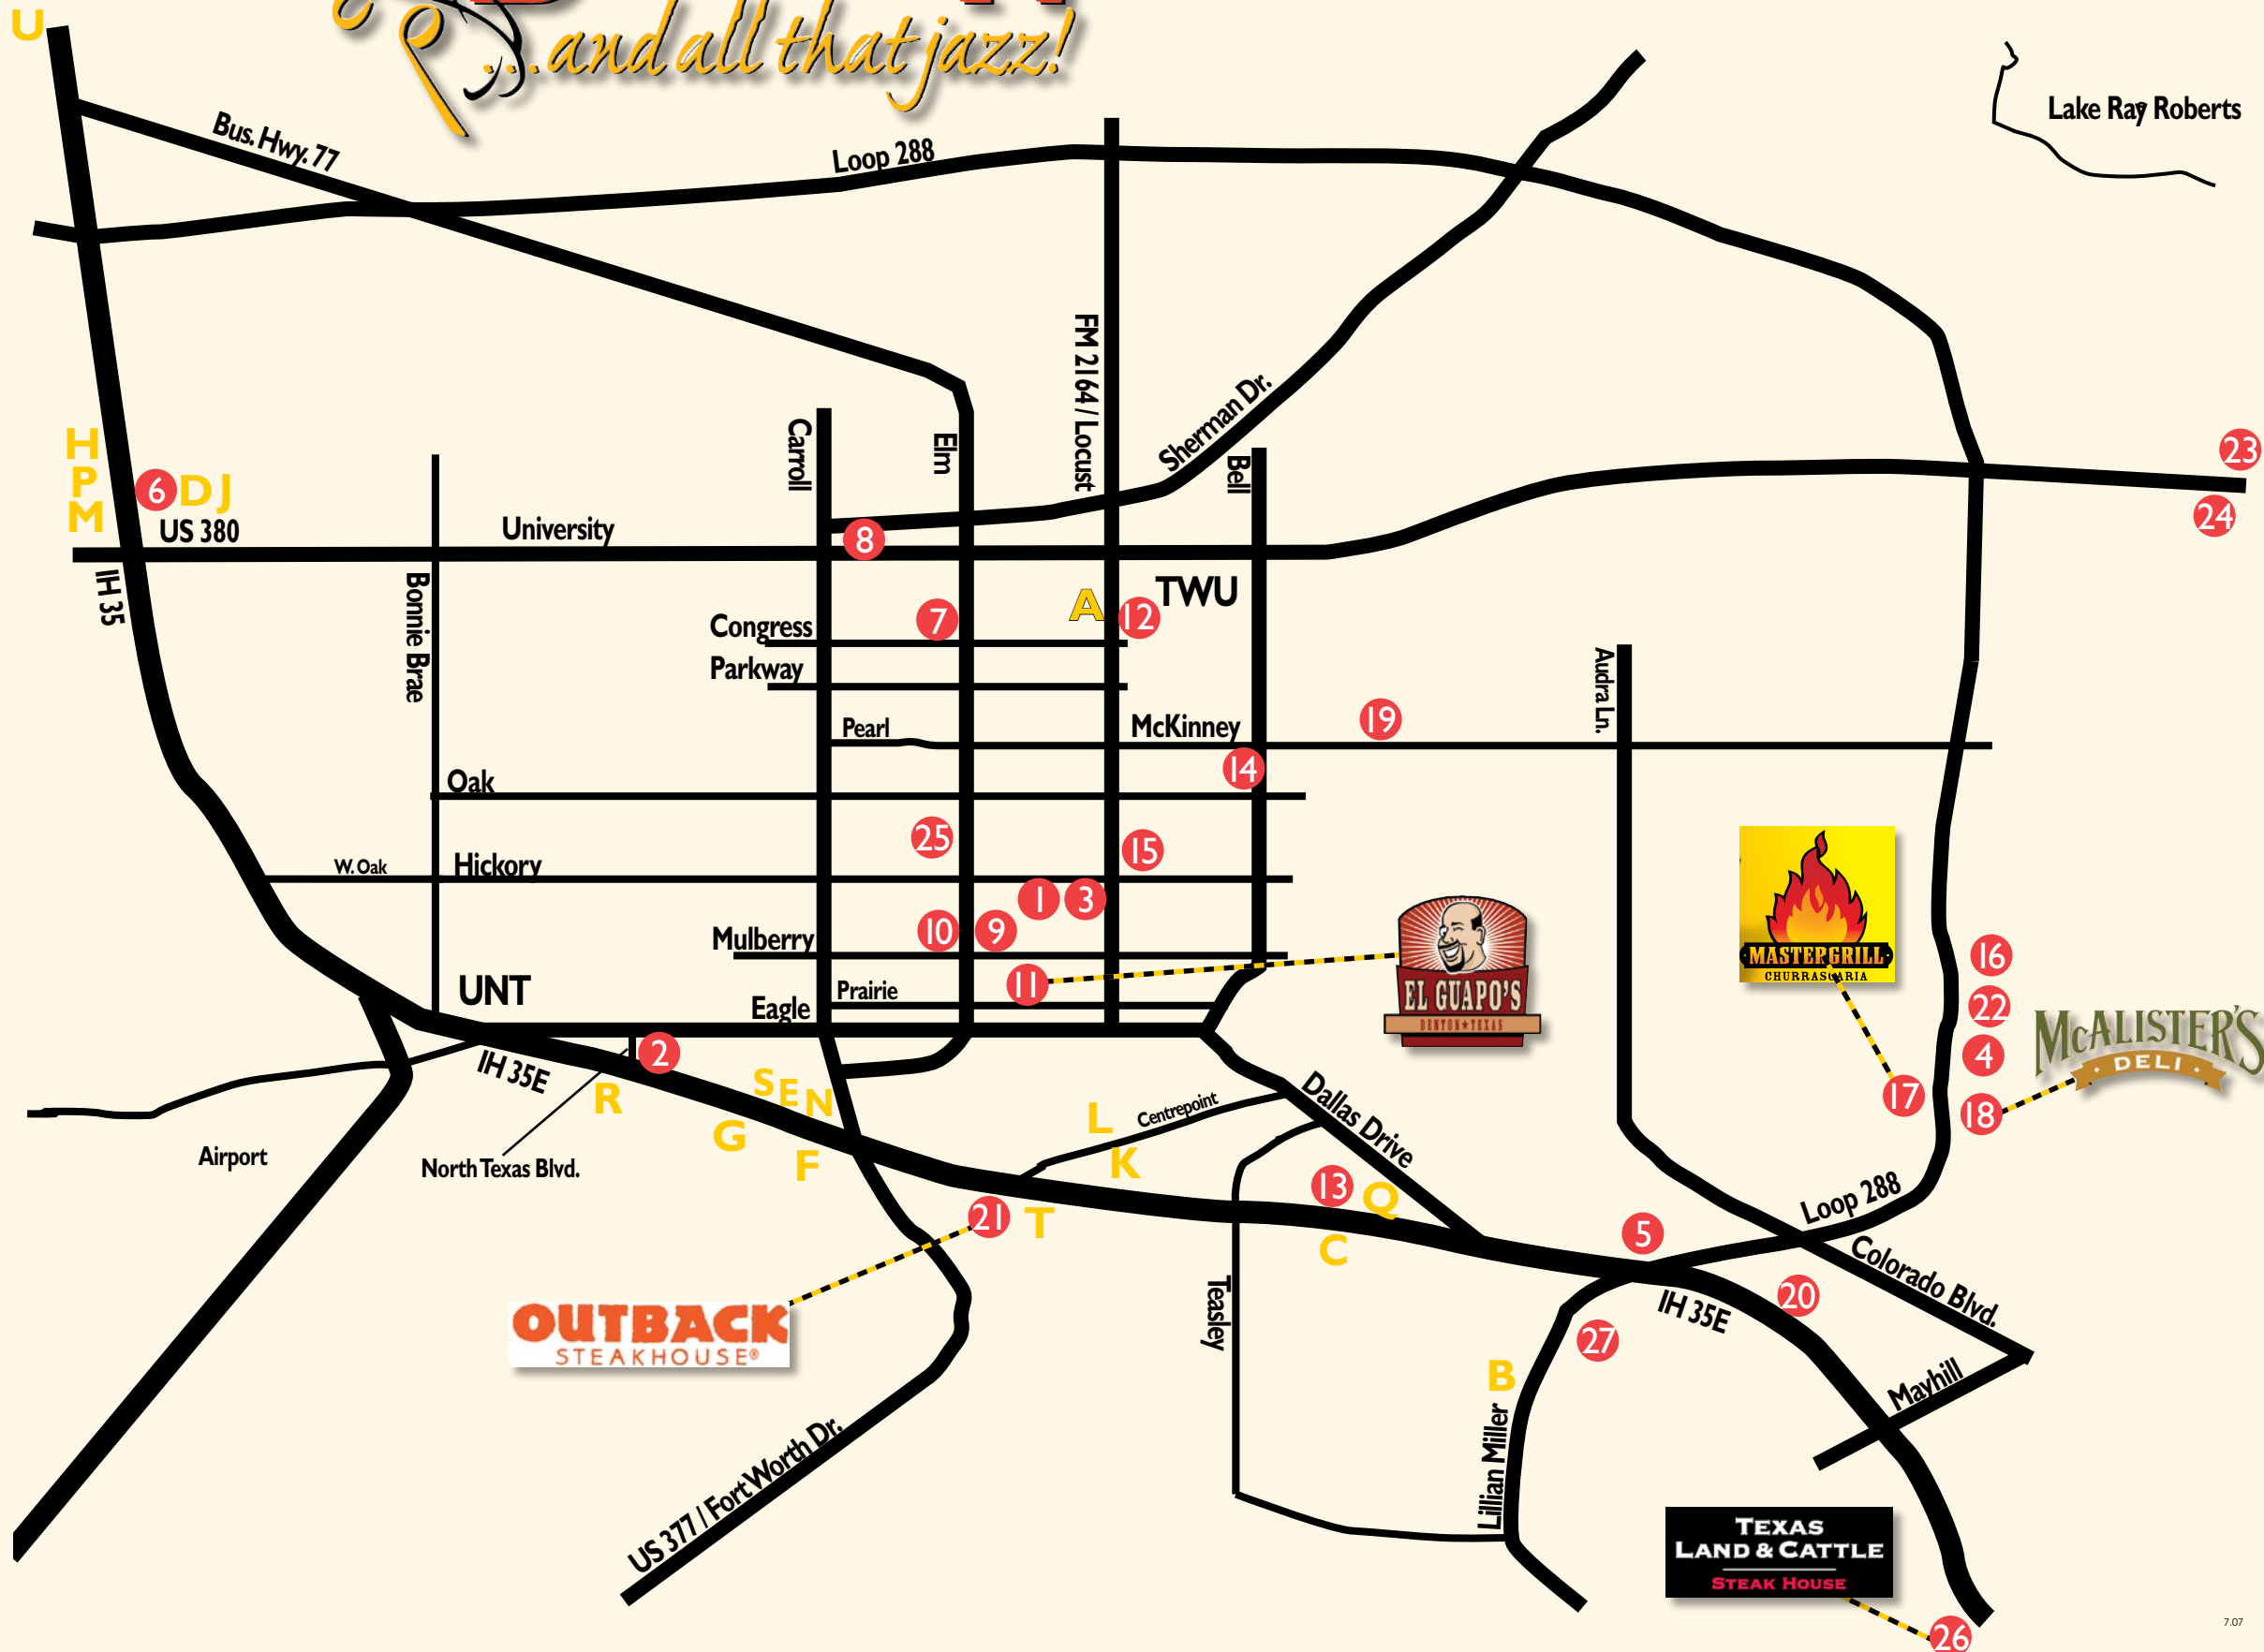 ...and all that jazz!
U
Lake Ray Roberts
Bus. Hwy. 77
Loop 288
FM 2164 / Locust
Sherman Dr.
Carroll
Elm
Bell
H
P
M
6
D J
US 380
University
8
23
24
IH 35
Bonnie Brae
TWU
A
12
7
Congress
Parkway
Pearl
McKinney
19
Audra Ln.
14
Oak
25
15
W. Oak
Hickory
1
3
10
9
Mulberry
11
EL GUAPO'S
DENTON★TEXAS
MASTERGRILL
CHURRASCARIA
16
22
4
18
17
MCALISTER'S
· DELI ·
UNT
Eagle
Prairie
2
IH 35E
R
S E N
G
F
L
Centrepoint
K
Dallas Drive
Airport
North Texas Blvd.
21
T
13
Q
C
5
Loop 288
Colorado Blvd.
20
IH 35E
27
OUTBACK
STEAKHOUSE®
Teasley
B
Lillian Miller
Mayhill
US 377 / Fort Worth Dr.
TEXAS
LAND & CATTLE
STEAK HOUSE
26
7.07